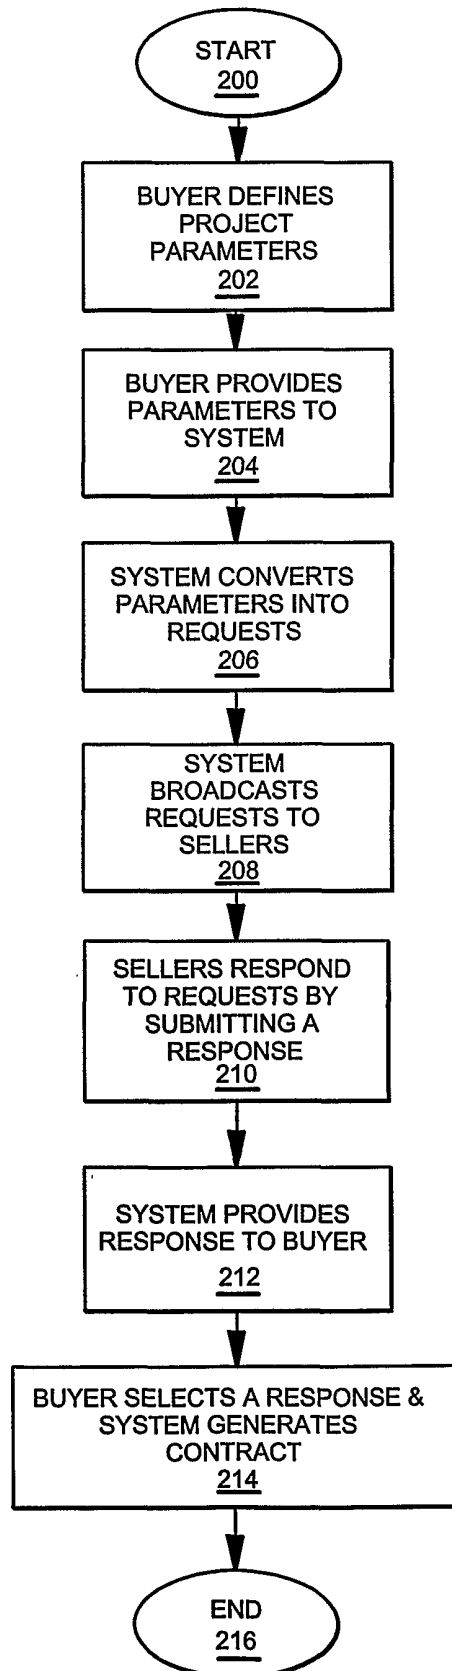 START
200
BUYER DEFINES
PROJECT
PARAMETERS
202
BUYER PROVIDES
PARAMETERS TO
SYSTEM
204
SYSTEM CONVERTS
PARAMETERS INTO
REQUESTS
206
SYSTEM
BROADCASTS
REQUESTS TO
SELLERS
208
SELLERS RESPOND
TO REQUESTS BY
SUBMITTING A
RESPONSE
210
SYSTEM PROVIDES
RESPONSE TO BUYER
212
BUYER SELECTS A RESPONSE &
SYSTEM GENERATES
CONTRACT
214
END
216